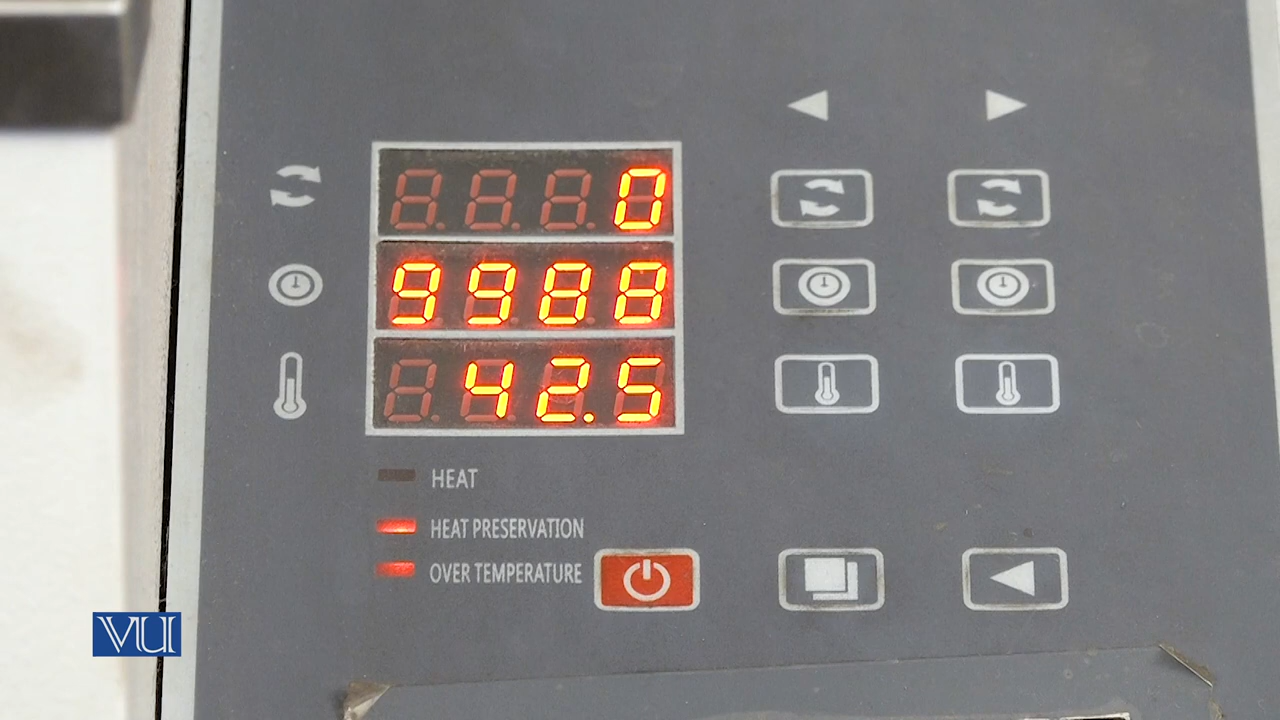 0
9988
42.5
HEAT
HEAT PRESERVATION
OVER TEMPERATURE
VU